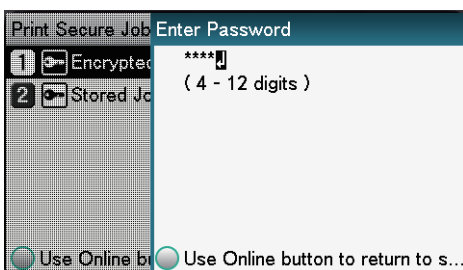 Print Secure Job
Enter Password
1 Encrypted
2 Stored Jo
****
( 4 - 12 digits )
Use Online bu
Use Online button to return to s...